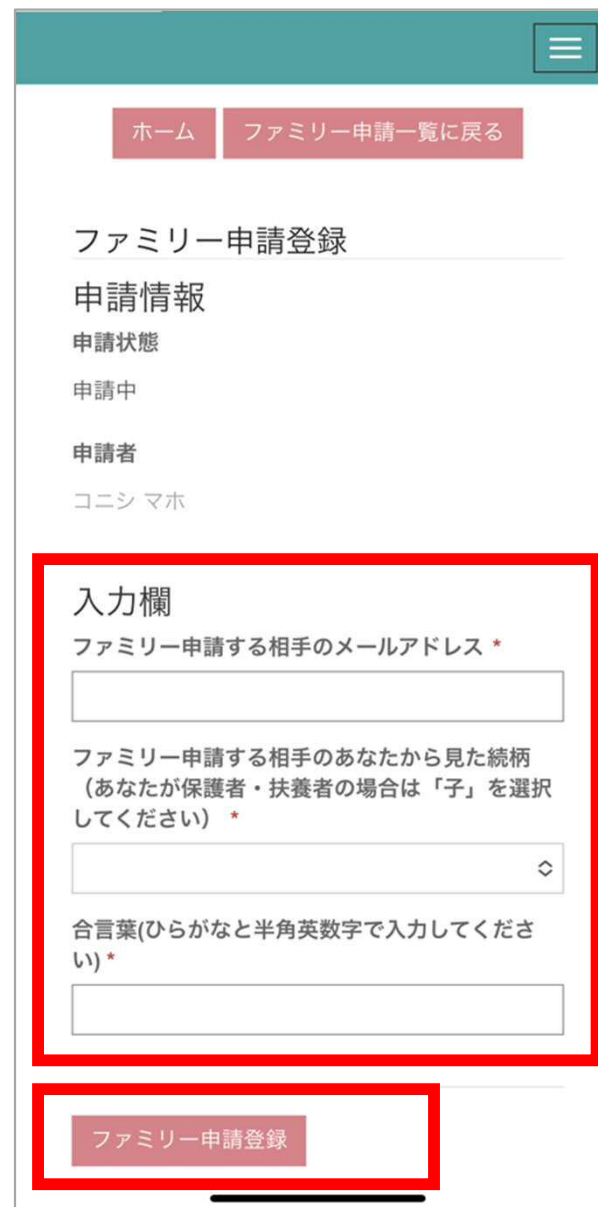 ホーム
ファミリー申請一覧に戻る
ファミリー申請登録
申請情報
申請状態
申請中
申請者
コニシ マホ
入力欄
ファミリー申請する相手のメールアドレス *
ファミリー申請する相手のあなたから見た続柄
（あなたが保護者・扶養者の場合は「子」を選択
してください） *
合言葉(ひらがなと半角英数字で入力してくださ
い) *
ファミリー申請登録